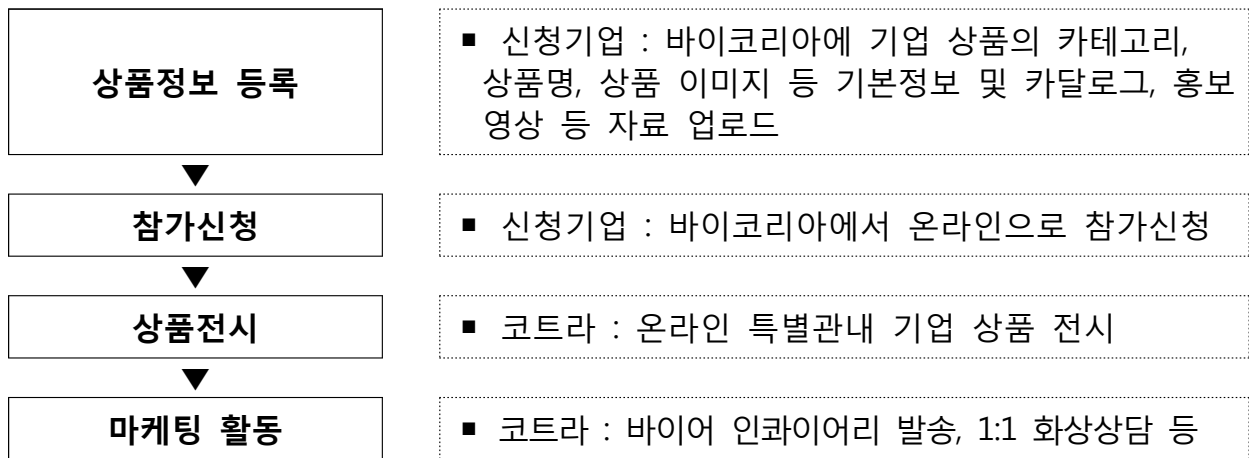 상품정보 등록
■ 신청기업 : 바이코리아에 기업 상품의 카테고리,
상품명, 상품 이미지 등 기본정보 및 카달로그, 홍보
영상 등 자료 업로드
▼
참가신청
■ 신청기업 : 바이코리아에서 온라인으로 참가신청
▼
상품전시
■ 코트라 : 온라인 특별관내 기업 상품 전시
▼
마케팅 활동
■ 코트라 : 바이어 인콰이어리 발송, 1:1 화상상담 등